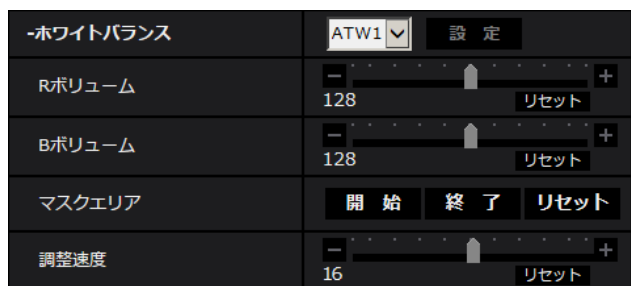 -ホワイトバランス ATW1 設 定
Rボリューム - +
128 リセット
Bボリューム - +
128 リセット
マスクエリア 開 始 終 了 リセット
調整速度 - +
16 リセット